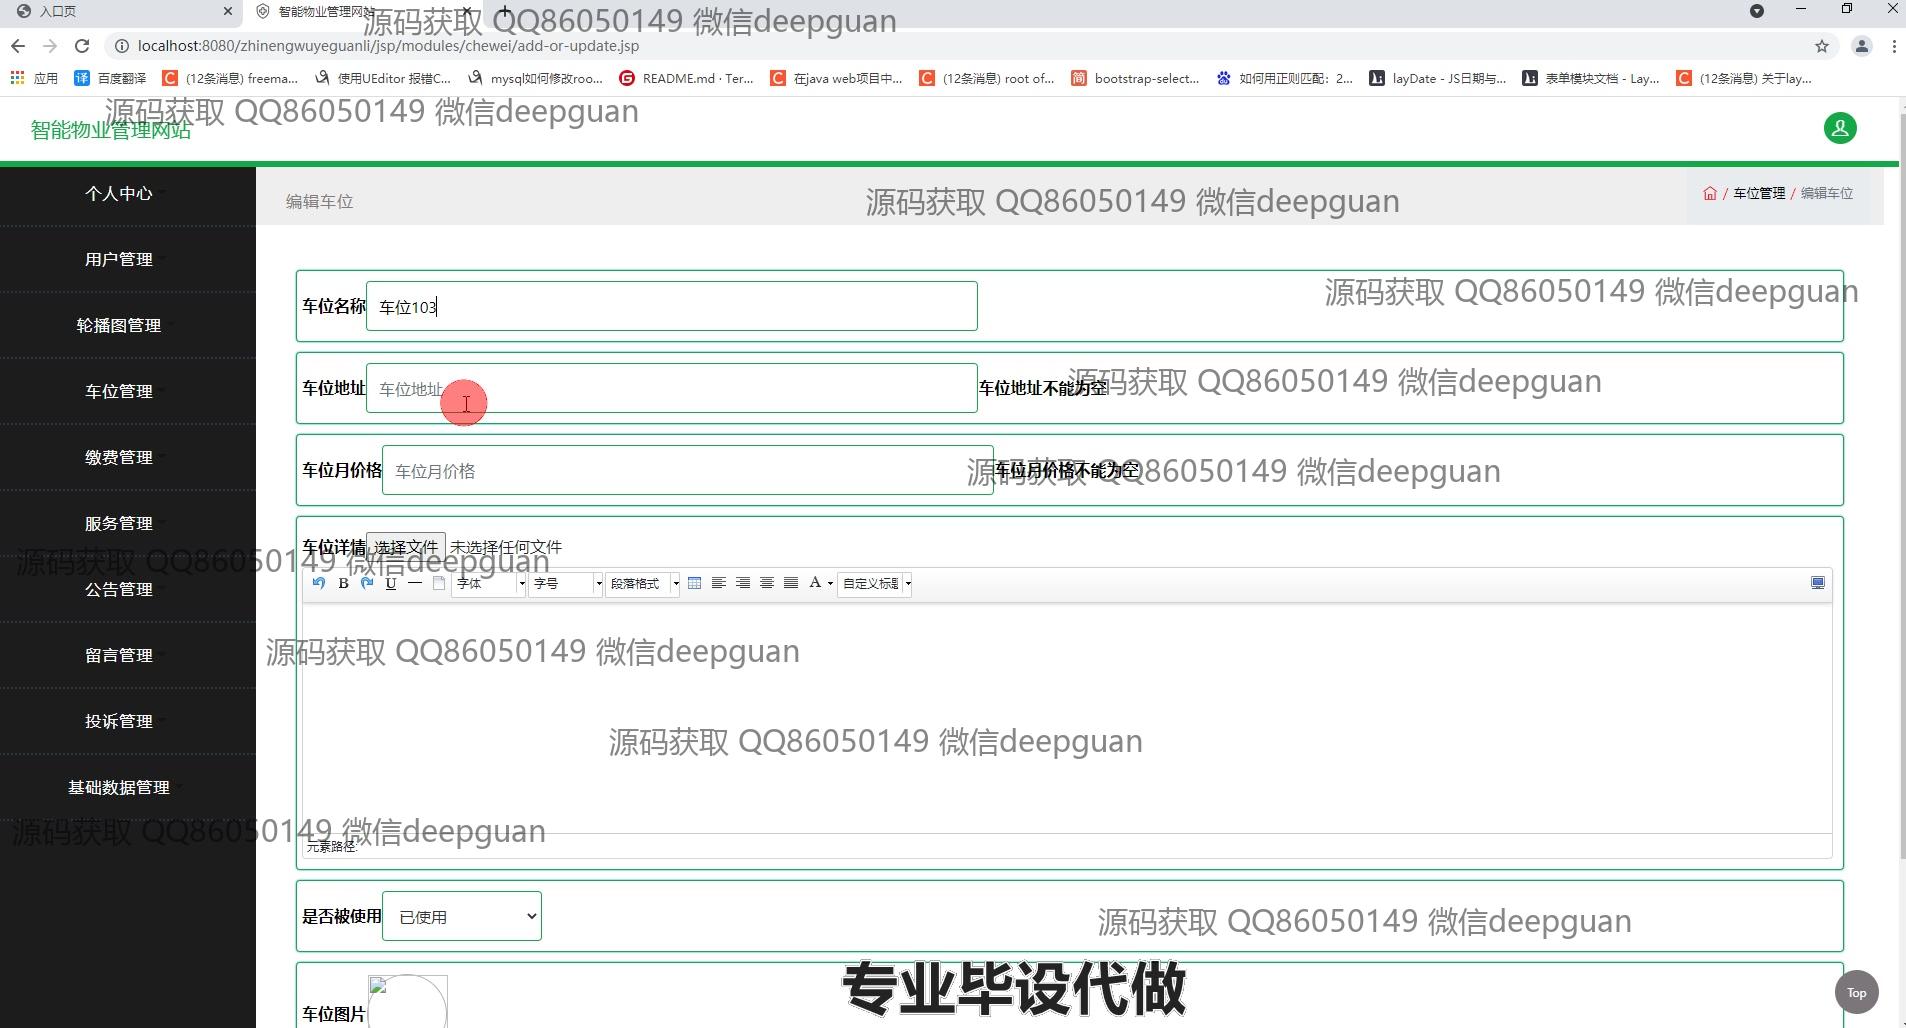 入口页
智能物业管理网站
源码获取 QQ86050149 微信deepguan
localhost:8080/zhinengwuyeguanli/jsp/modules/chewei/add-or-update.jsp
应用
百度翻译
(12条消息) freema...
使用UEditor 报错C...
mysql如何修改roo...
README.md · Ter...
在java web项目中...
(12条消息) root of...
bootstrap-select...
如何用正则匹配：2...
layDate - JS日期与...
表单模块文档 - Lay...
(12条消息) 关于lay...
源码获取 QQ86050149 微信deepguan
智能物业管理网站
个人中心
编辑车位
源码获取 QQ86050149 微信deepguan
/ 车位管理 / 编辑车位
用户管理
轮播图管理
车位管理
缴费管理
服务管理
公告管理
留言管理
投诉管理
基础数据管理
车位名称
车位103
源码获取 QQ86050149 微信deepguan
车位地址
车位地址
车位地址不能为空
源码获取 QQ86050149 微信deepguan
车位月价格
车位月价格
车位月价格不能为空
源码获取 QQ86050149 微信deepguan
车位详情
选择文件
未选择任何文件
源码获取 QQ86050149 微信deepguan
B
U
字体
字号
段落格式
A
自定义标题
源码获取 QQ86050149 微信deepguan
源码获取 QQ86050149 微信deepguan
源码获取 QQ86050149 微信deepguan
元素路径:
是否被使用
已使用
源码获取 QQ86050149 微信deepguan
车位图片
专业毕设代做
Top